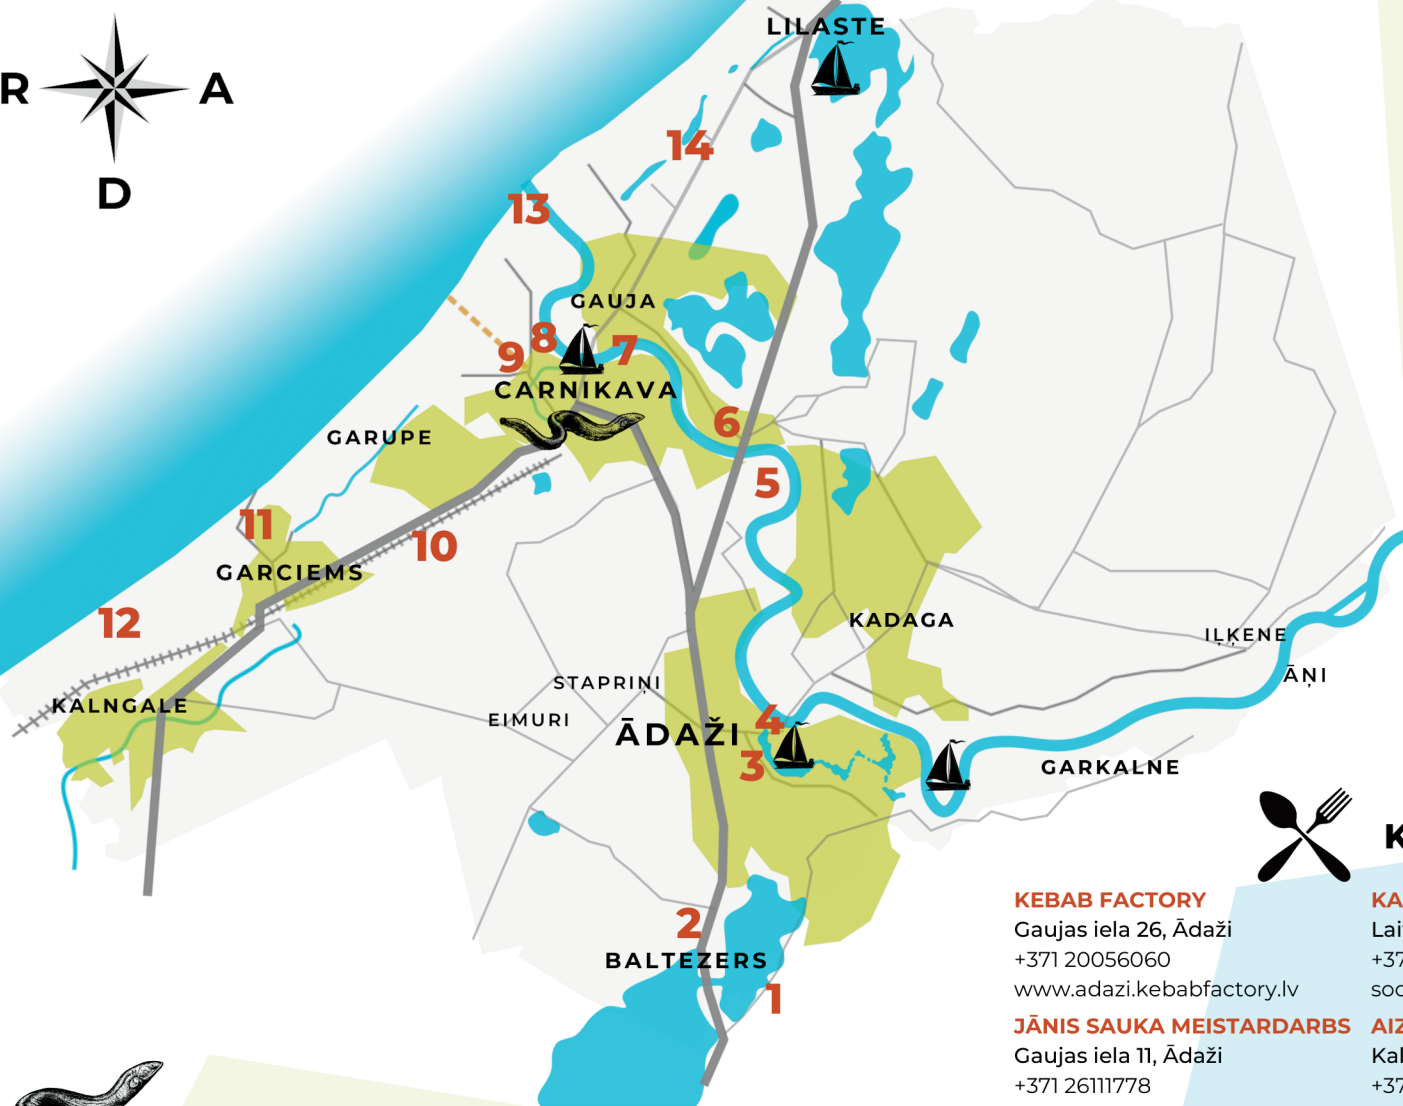 LILASTE
R
A
D
14
13
GAUJA
8
7
9
CARNIKAVA
6
GARUPE
5
11
10
GARCIEMS
12
KADAGA
IĻĶENE
STAPRIŅI
ĀŅI
KALNGALE
EIMURI
4
ĀDAŽI
3
GARKALNE
K
KEBAB FACTORY
Gaujas iela 26, Ādaži
+371 20056060
www.adazi.kebabfactory.lv
JĀNIS SAUKA MEISTARDARBS
Gaujas iela 11, Ādaži
+371 26111778
2
BALTEZERS
1